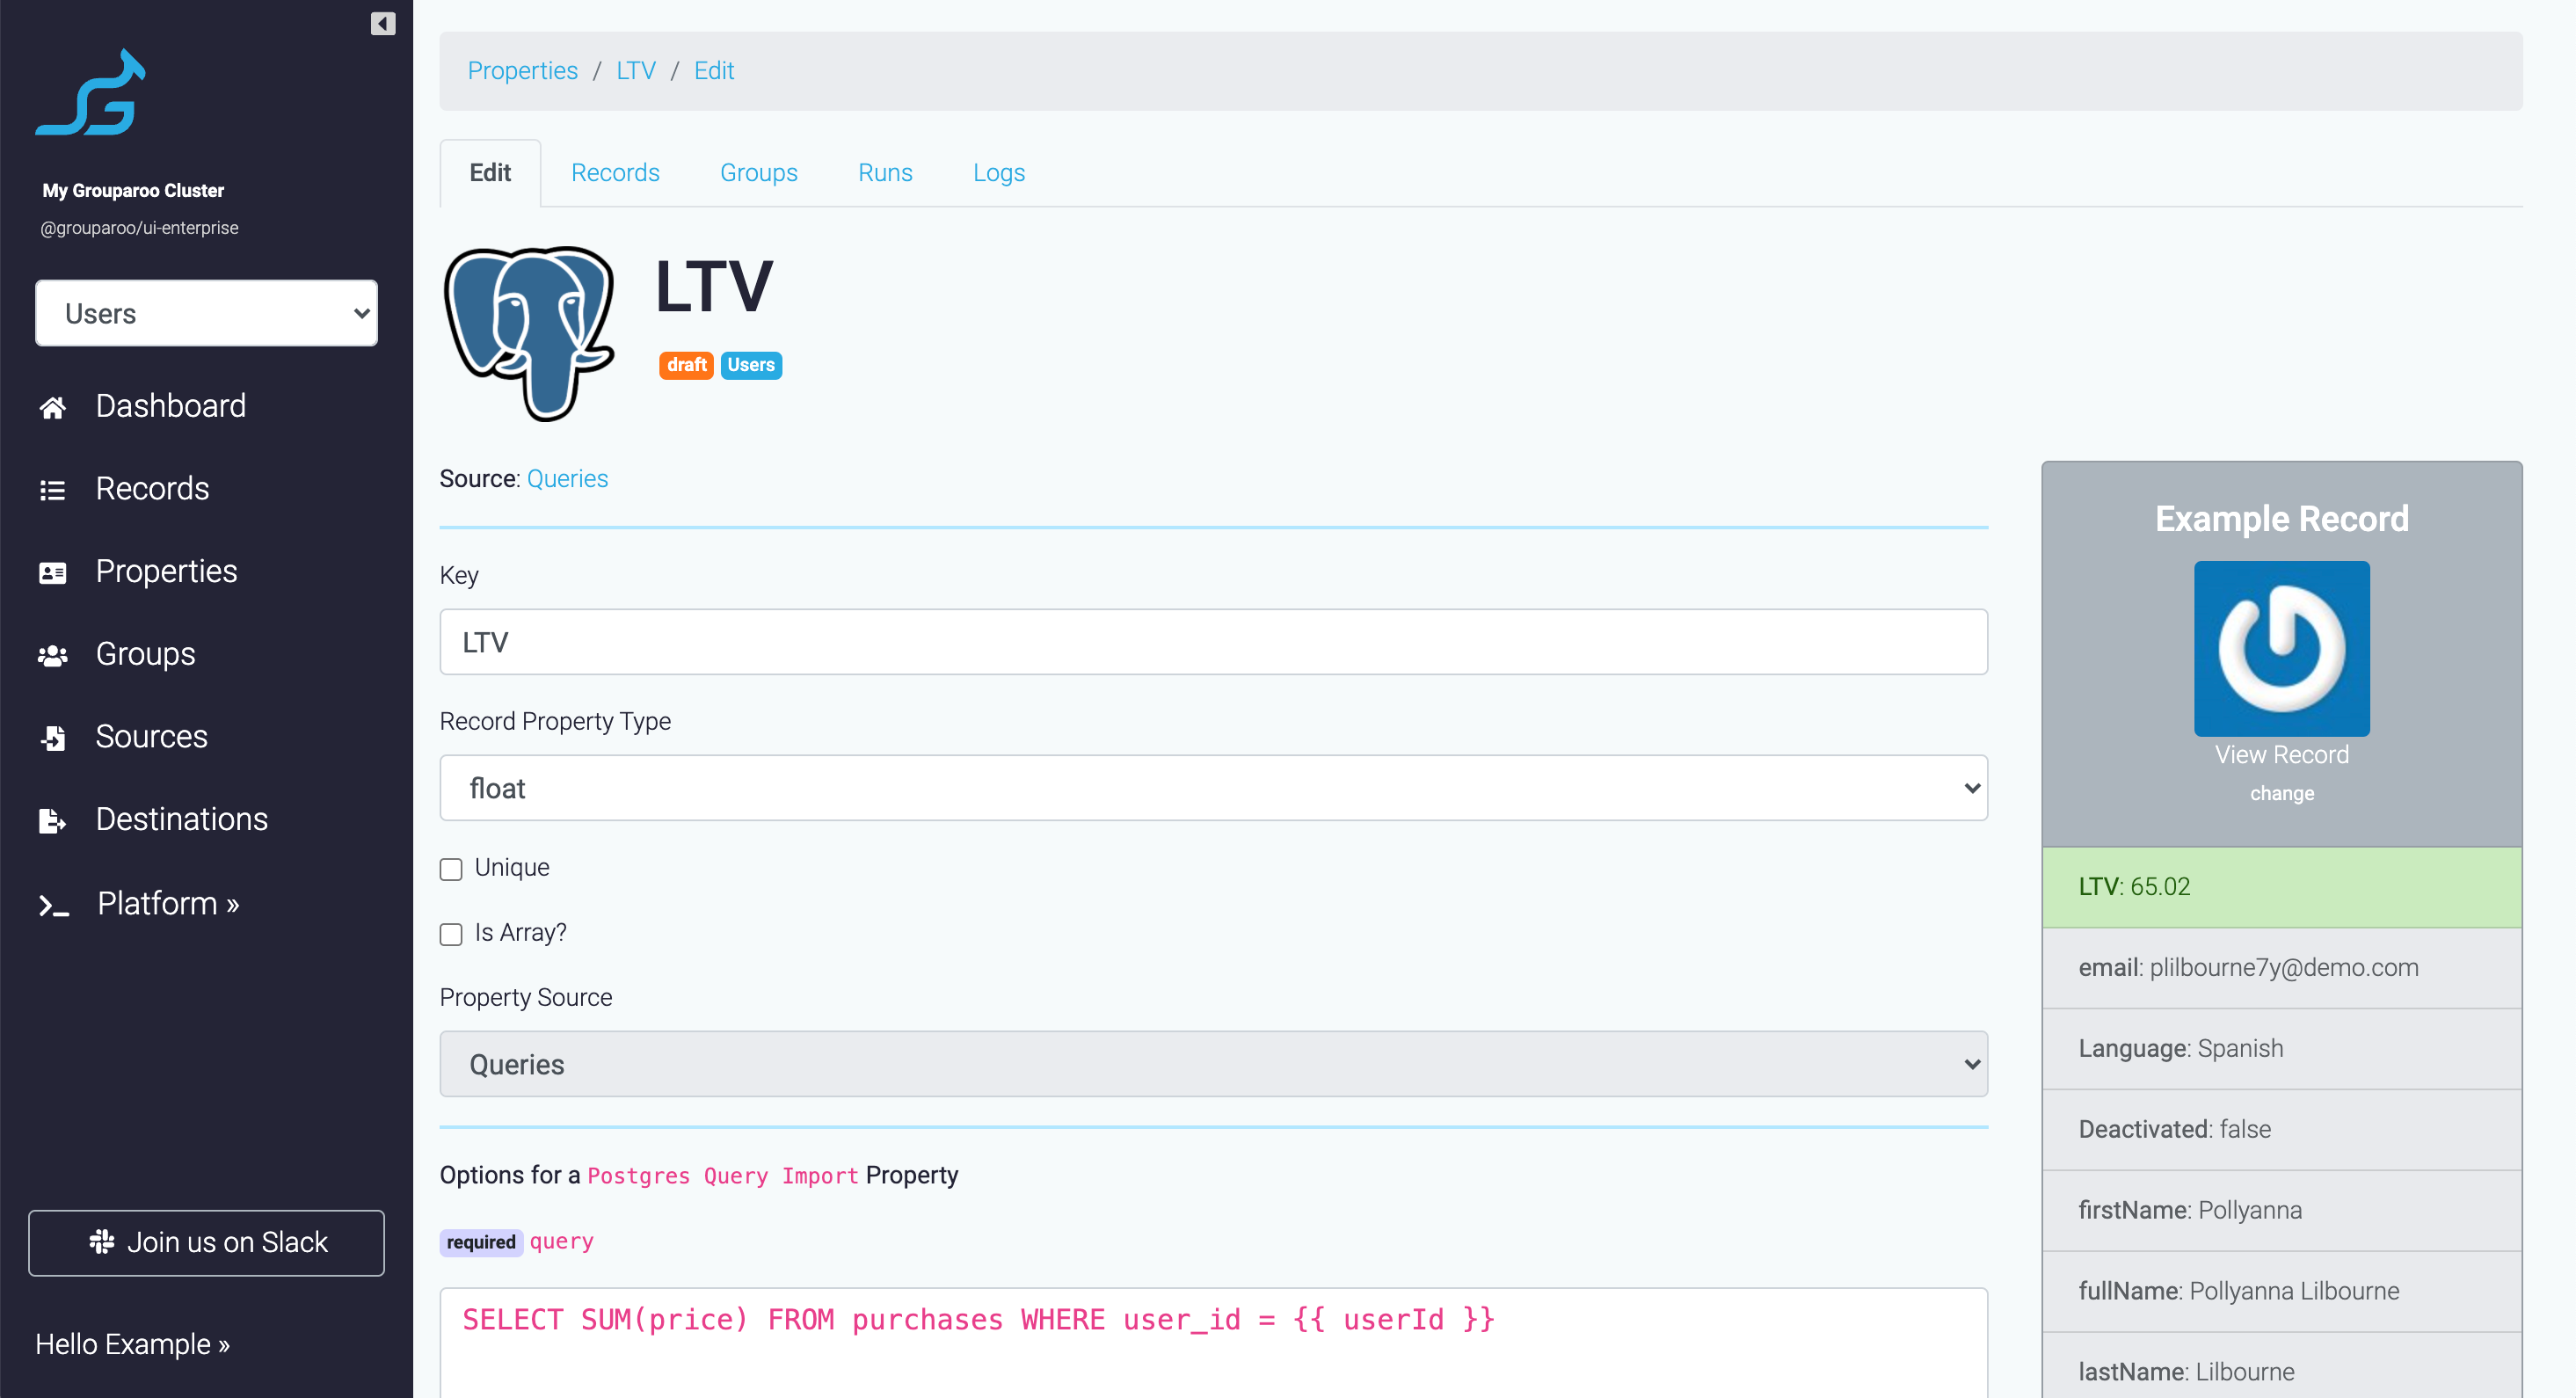 My Grouparoo Cluster
@grouparoo/ui-enterprise
Users
Dashboard
Records
Properties
Groups
Sources
Destinations
Platform »
Join us on Slack
Hello Example »
Properties / LTV / Edit
Edit Records Groups Runs Logs
LTV
draft Users
Source: Queries
Key
LTV
Record Property Type
float
Unique
Is Array?
Property Source
Queries
Options for a Postgres Query Import Property
required query
SELECT SUM(price) FROM purchases WHERE user_id = {{ userId }}
Example Record
View Record
change
LTV: 65.02
email: plilbourne7y@demo.com
Language: Spanish
Deactivated: false
firstName: Pollyanna
fullName: Pollyanna Lilbourne
lastName: Lilbourne